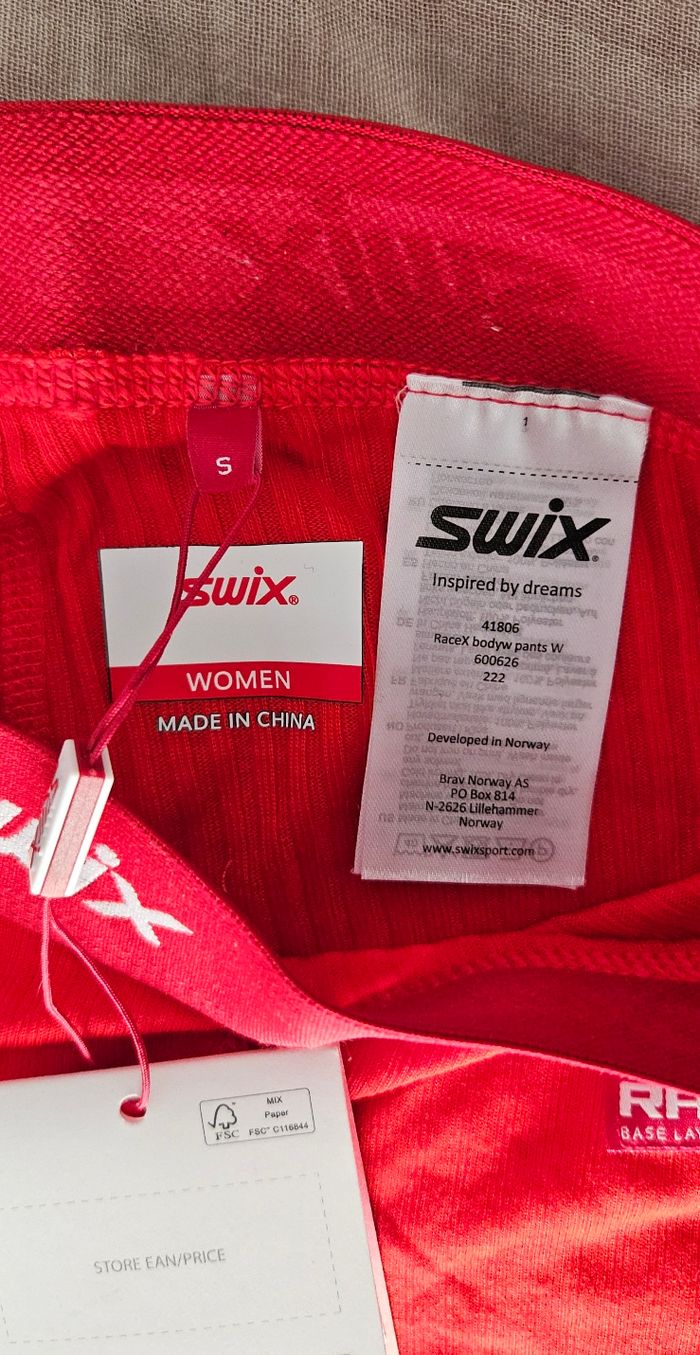 S
swix®
WOMEN
MADE IN CHINA
1
SWIX®
Inspired by dreams
41806
RaceX bodyw pants W
600626
222
Developed in Norway
Brav Norway AS
PO Box 814
N-2626 Lillehammer
Norway
www.swixsport.com
wix
MIX
Paper
FSC
FSC® C116844
STORE EAN/PRICE
RA
BASE LAY